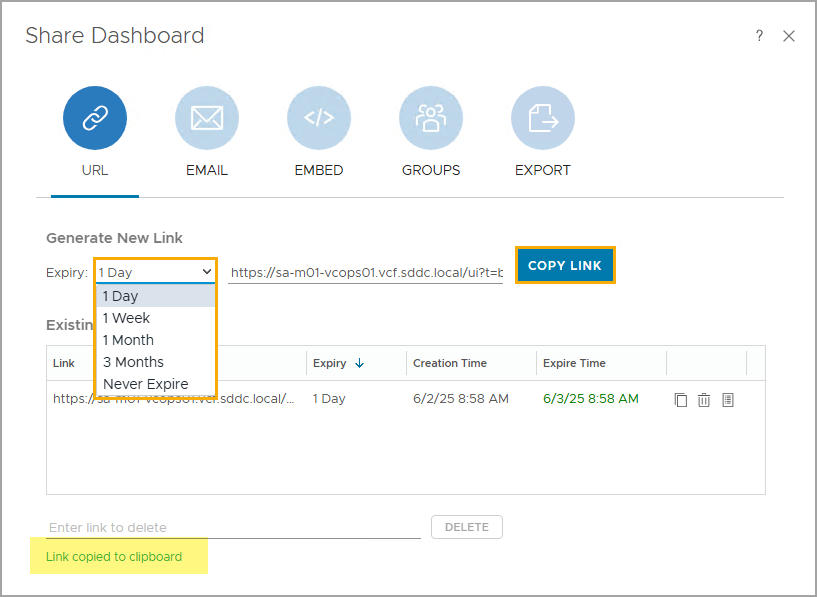 Share Dashboard
?
URL
EMAIL
EMBED
GROUPS
EXPORT
Generate New Link
Expiry: 1 Day https://sa-m01-vcops01.vcf.sddc.local/ui?t=b COPY LINK
1 Day
1 Week
1 Month
3 Months
Never Expire
Existin
Link Expiry Creation Time Expire Time
https://sa-m01-vcops01.vcf.sddc.local/... 1 Day 6/2/25 8:58 AM 6/3/25 8:58 AM
Enter link to delete DELETE
Link copied to clipboard